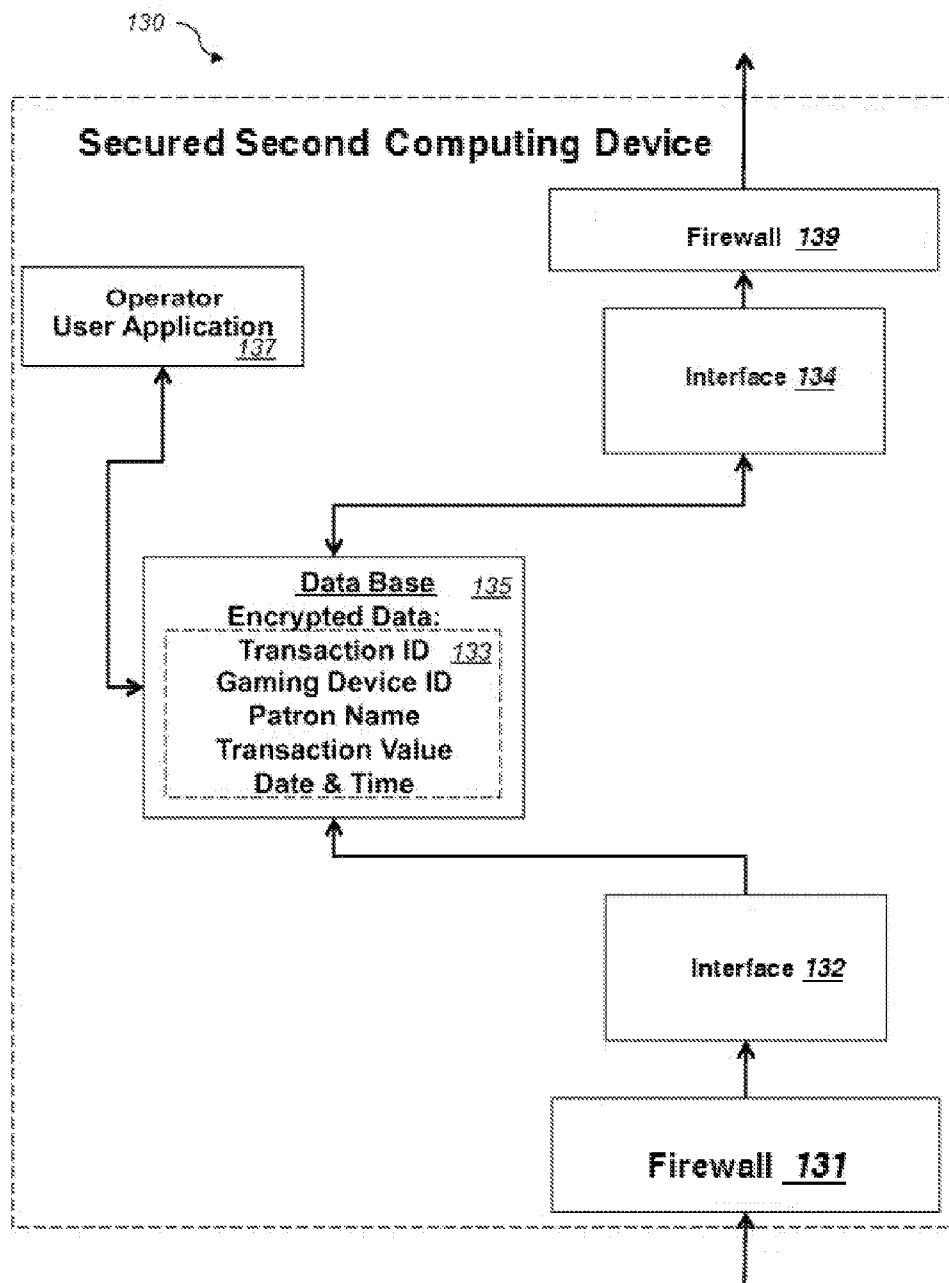 130
Secured Second Computing Device
Firewall 139
Operator
User Application
137
Interface 134
Data Base 135
Encrypted Data:
Transaction ID 133
Gaming Device ID
Patron Name
Transaction Value
Date & Time
Interface 132
Firewall 131